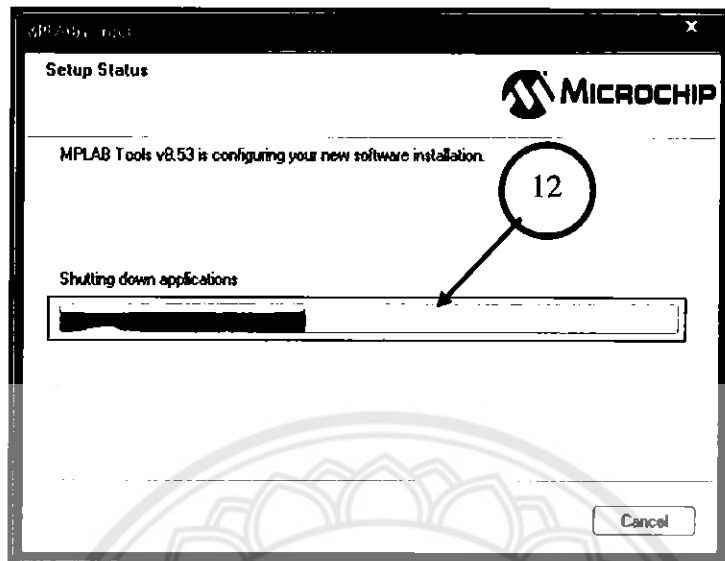 Setup Status
MICROCHIP
MPLAB Tools v8.53 is configuring your new software installation.
12
Shutting down applications
Cancel